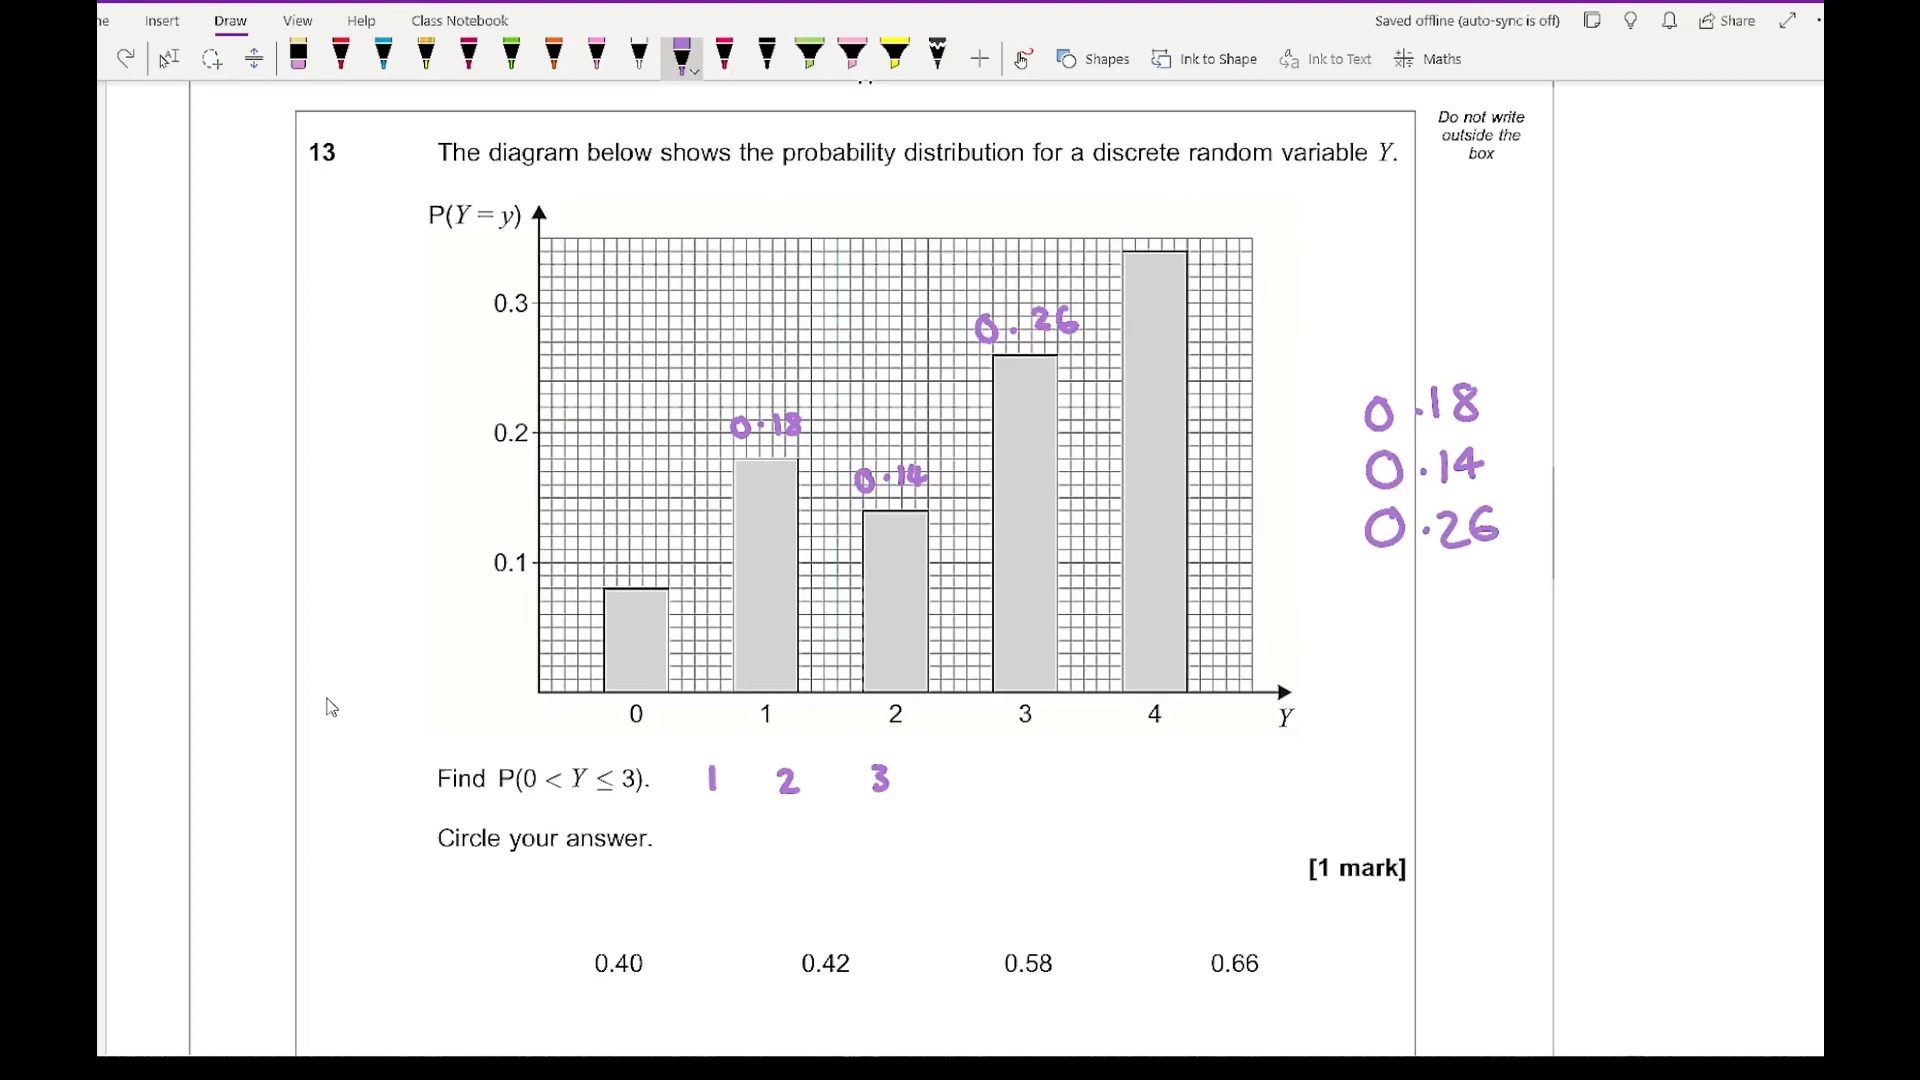 Insert Draw View Help Class Notebook Saved offline (auto-sync is off) Share
Shapes Ink to Shape Ink to Text Maths
Do not write
outside the
box
13 The diagram below shows the probability distribution for a discrete random variable Y.
P(Y = y)
0.3
0.26
0.18
0.18
0.2
0.14
0.14
0.26
0.1
0 1 2 3 4 Y
Find P(0 < Y ≤ 3). 1 2 3
Circle your answer.
[1 mark]
0.40 0.42 0.58 0.66